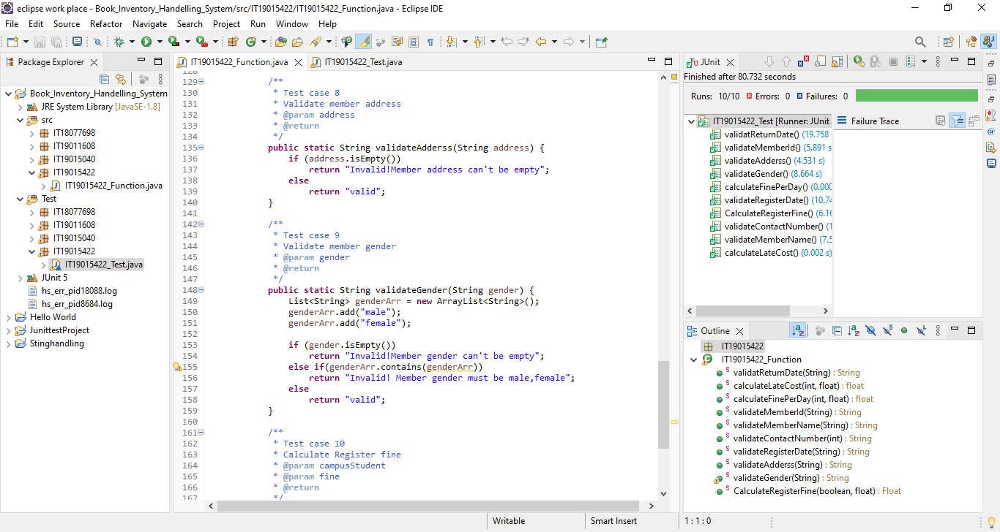 eclipse work place - Book_Inventory_Handelling_System/src/IT19015422/IT19015422_Function.java - Eclipse IDE
File Edit Source Refactor Navigate Search Project Run Window Help
Package Explorer
Book_Inventory_Handelling_System
JRE System Library [JavaSE-1.8]
src
IT18077698
IT19011608
IT19015040
IT19015422
IT19015422_Function.java
Test
IT18077698
IT19011608
IT19015040
IT19015422
IT19015422_Test.java
JUnit 5
hs_err_pid18088.log
hs_err_pid8684.log
Hello World
JunittestProject
Stinghandling
IT19015422_Function.java IT19015422_Test.java
128
129 /**
130 * Test case 8
131 * Validate member address
132 * @param address
133 * @return
134 */
135 public static String validateAdderss(String address) {
136 if (address.isEmpty())
137 return "Invalid!Member address can't be empty";
138 else
139 return "valid";
140 }
141
142 /**
143 * Test case 9
144 * Validate member gender
145 * @param gender
146 * @return
147 */
148 public static String validateGender(String gender) {
149 List<String> genderArr = new ArrayList<String>();
150 genderArr.add("male");
151 genderArr.add("female");
152
153 if (gender.isEmpty())
154 return "Invalid!Member gender can't be empty";
155 else if(genderArr.contains(genderArr))
156 return "Invalid! Member gender must be male,female";
157 else
158 return "valid";
159 }
160
161 /**
162 * Test case 10
163 * Calculate Register fine
164 * @param campusStudent
165 * @param fine
166 * @return
167 */
JUnit
Finished after 80.732 seconds
Runs: 10/10 Errors: 0 Failures: 0
IT19015422_Test [Runner: JUnit
validatReturnDate() (19.758
validateMemberId() (5.891 s)
validateAdderss() (4.531 s)
validateGender() (8.664 s)
calculateFinePerDay() (0.000
validateRegisterDate() (10.74
CalculateRegisterFine() (6.16
validateContactNumber() (1
validateMemberName() (7.5
calculateLateCost() (0.002 s)
Failure Trace
Outline
IT19015422
IT19015422_Function
validatReturnDate(String) : String
calculateLateCost(int, float) : float
calculateFinePerDay(int, float) : float
validateMemberId(String) : String
validateMemberName(String) : String
validateContactNumber(int) : String
validateRegisterDate(String) : String
validateAdderss(String) : String
validateGender(String) : String
CalculateRegisterFine(boolean, float) : Float
Writable Smart Insert 1 : 1 : 0